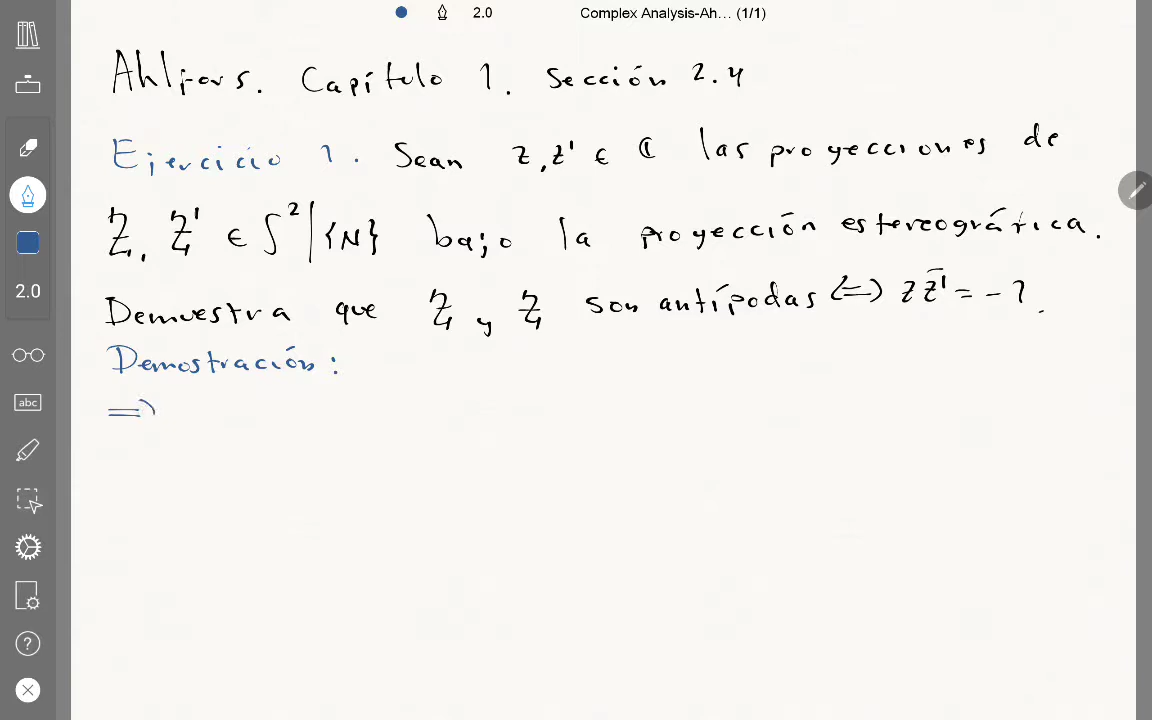 2.0
Complex Analysis-Ah... (1/1)
Ahlfors. Capítulo 1. Sección 2.4
Ejercicio 1. Sean z, z' ∈ ℂ las proyecciones de
Z, Z' ∈ S²\{N} bajo la proyección estereográfica.
Demuestra que Z y Z son antípodas ⇔ z z̄' = -1.
Demostración:
⇒
2.0
abc